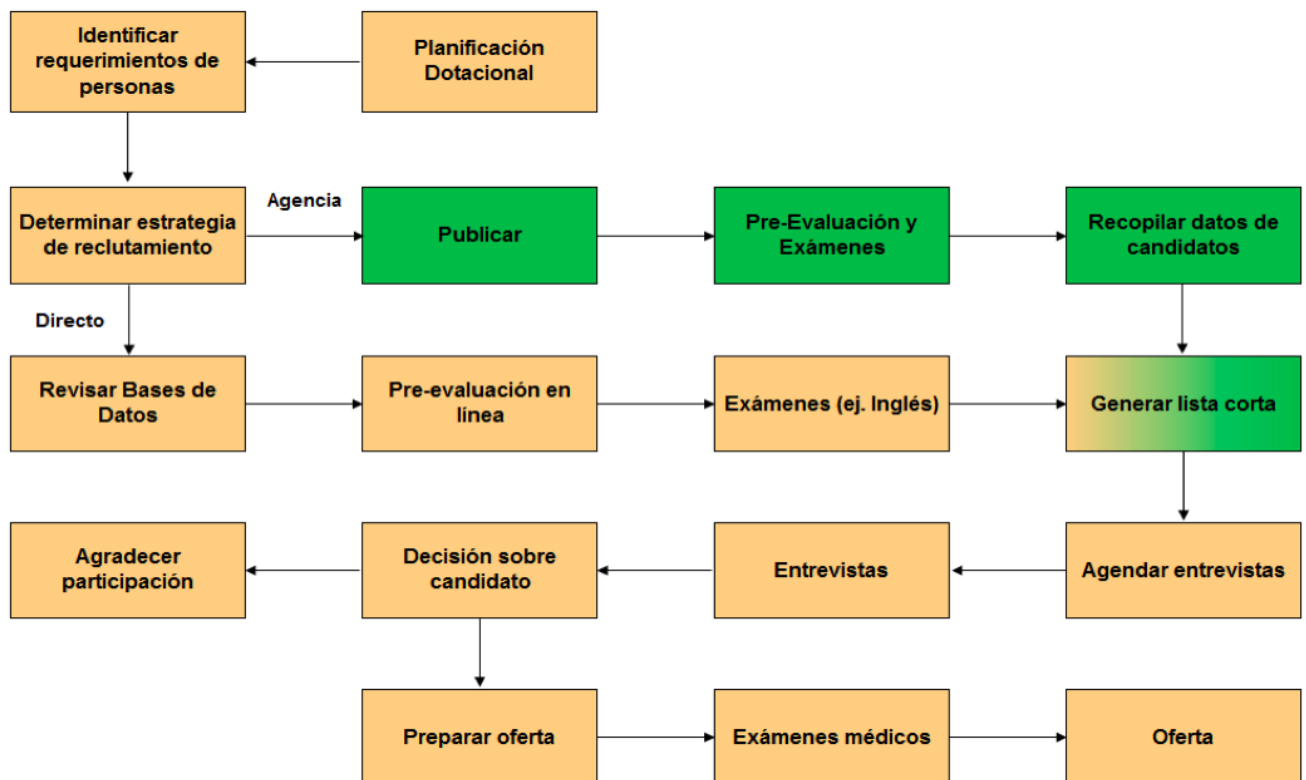 Identificar
requerimientos de
personas
Planificación
Dotacional
Determinar estrategia
de reclutamiento
Agencia
Publicar
Pre-Evaluación y
Exámenes
Recopilar datos de
candidatos
Directo
Revisar Bases de
Datos
Pre-evaluación en
línea
Exámenes (ej. Inglés)
Generar lista corta
Agradecer
participación
Decisión sobre
candidato
Entrevistas
Agendar entrevistas
Preparar oferta
Exámenes médicos
Oferta